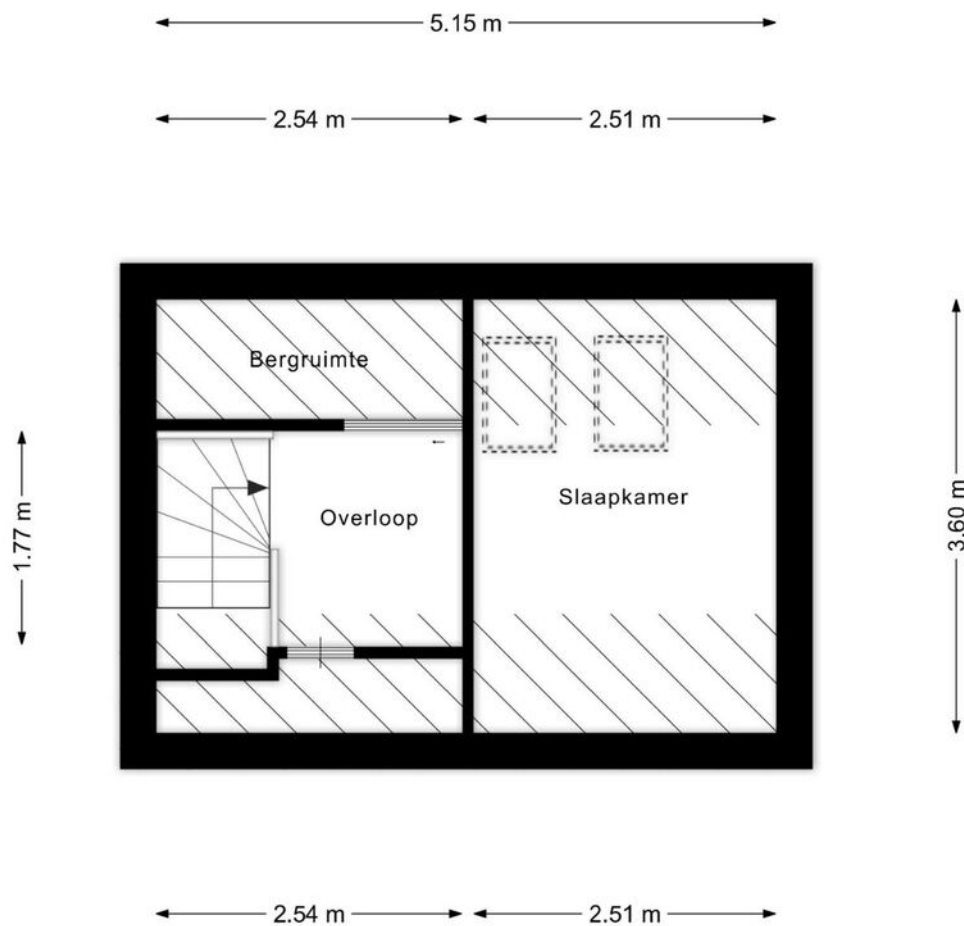 5.15 m
2.54 m
2.51 m
Bergruimte
Slaapkamer
Overloop
1.77 m
3.60 m
2.54 m
2.51 m